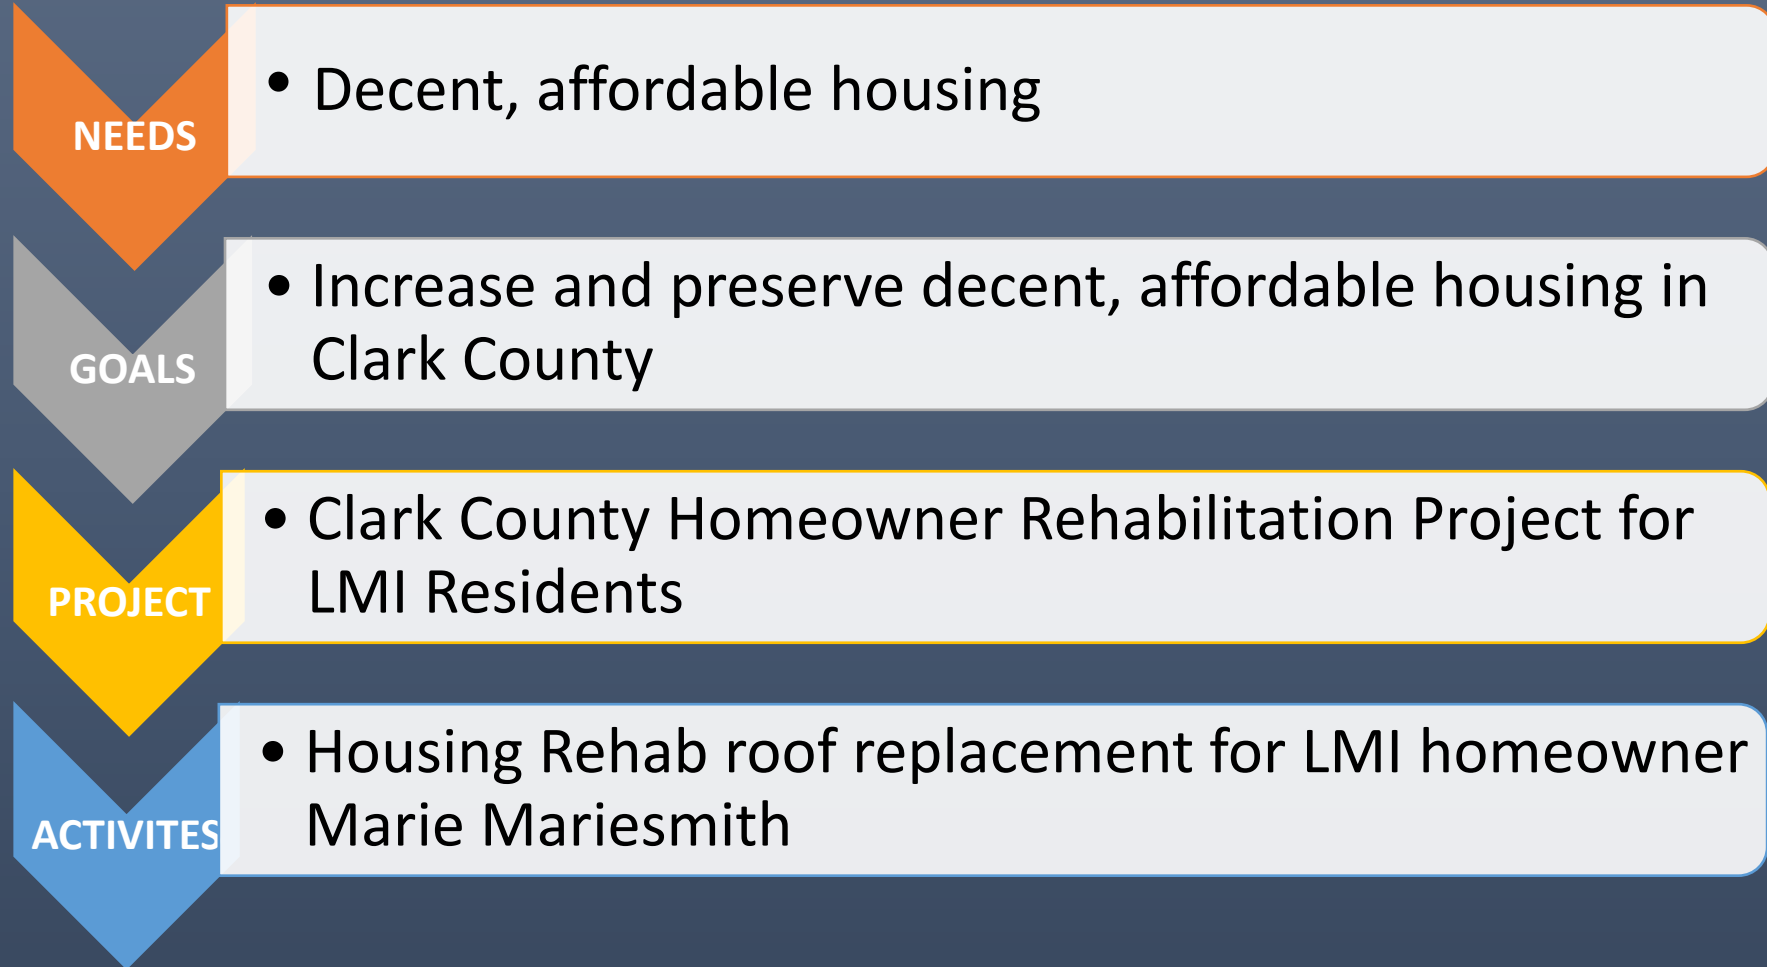 NEEDS
• Decent, affordable housing
GOALS
• Increase and preserve decent, affordable housing in
Clark County
PROJECT
• Clark County Homeowner Rehabilitation Project for
LMI Residents
ACTIVITES
• Housing Rehab roof replacement for LMI homeowner
Marie Mariesmith